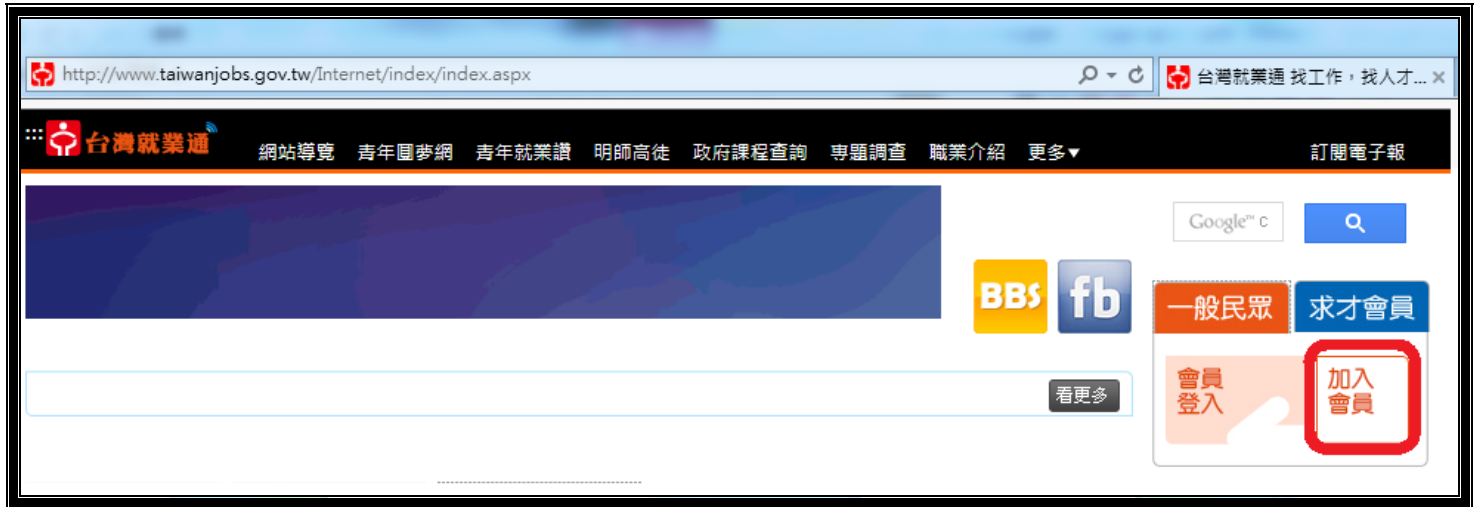 http://www.taiwanjobs.gov.tw/Internet/index/index.aspx
台灣就業通 找工作，找人才...
台灣就業通 網站導覽 青年圓夢網 青年就業讚 明師高徒 政府課程查詢 專題調查 職業介紹 更多▼ 訂閱電子報
Google™ C
BBS fb
一般民眾 求才會員
會員
登入
加入
會員
看更多